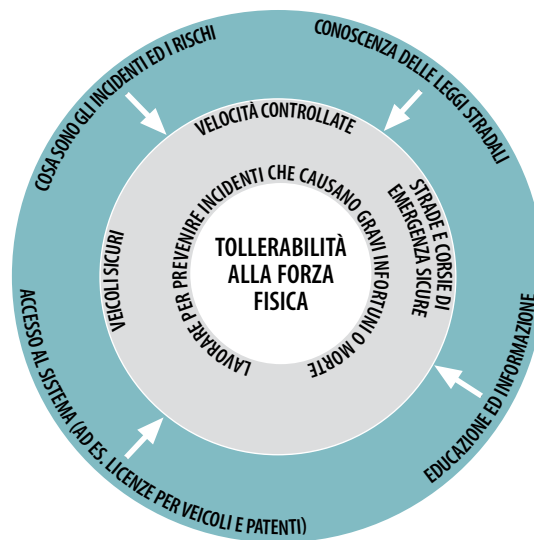 COSA SONO GLI INCIDENTI ED I RISCHI
CONOSCENZA DELLE LEGGI STRADALI
VELOCITÀ CONTROLLATE
STRADE E CORSIE DI
EMERGENZA SICURE
VEICOLI SICURI
LAVORARE PER PREVENIRE INCIDENTI CHE CAUSANO GRAVI INFORTUNI O MORTE
TOLLERABILITÀ
ALLA FORZA
FISICA
ACCESSO AL SISTEMA (AD ES. LICENZE PER VEICOLI E PATENTI)
EDUCAZIONE ED INFORMAZIONE